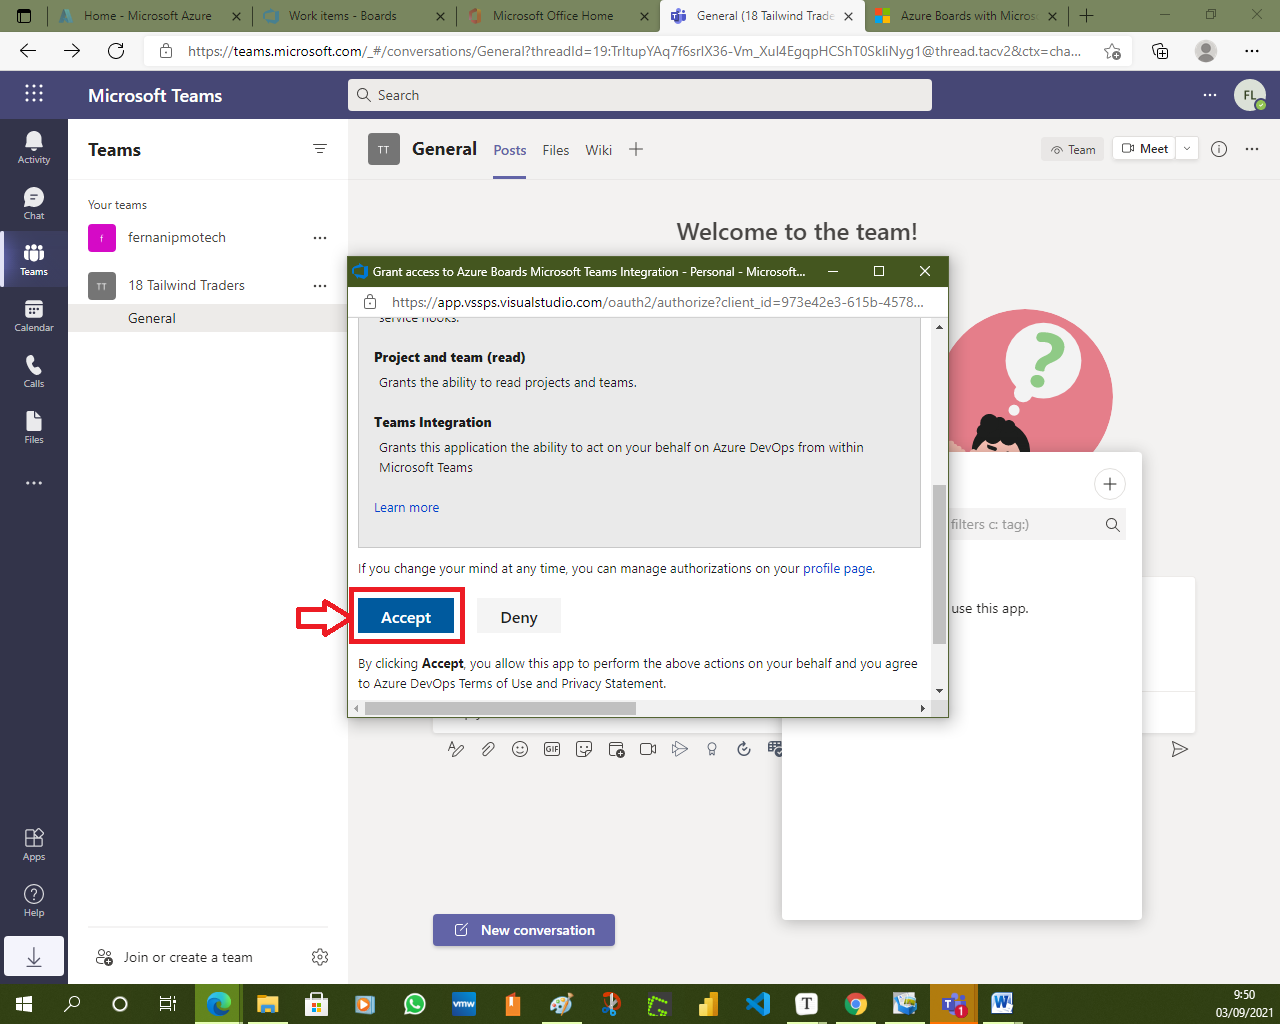 Home - Microsoft Azure
Work items - Boards
Microsoft Office Home
General (18 Tailwind Trade
Azure Boards with Micros
https://teams.microsoft.com/_#/conversations/General?threadId=19:TrItupYAq7f6srIX36-Vm_XuI4EgqpHCShT0SkIiNyg1@thread.tacv2&ctx=cha...
Microsoft Teams
Search
FL
Activity
Chat
Teams
Calendar
Calls
Files
Apps
Help
Teams
Your teams
f
fernanipmotech
TT
18 Tailwind Traders
General
Join or create a team
TT
General
Posts
Files
Wiki
Team
Meet
Welcome to the team!
Grant access to Azure Boards Microsoft Teams Integration - Personal - Microsoft...
https://app.vssps.visualstudio.com/oauth2/authorize?client_id=973e42e3-615b-4578...
service hooks.
Project and team (read)
Grants the ability to read projects and teams.
Teams Integration
Grants this application the ability to act on your behalf on Azure DevOps from within
Microsoft Teams
Learn more
If you change your mind at any time, you can manage authorizations on your profile page.
Accept
Deny
By clicking Accept, you allow this app to perform the above actions on your behalf and you agree
to Azure DevOps Terms of Use and Privacy Statement.
?
filters c: tag:)
use this app.
GIF
New conversation
vmw
T
1
W
9:50
03/09/2021